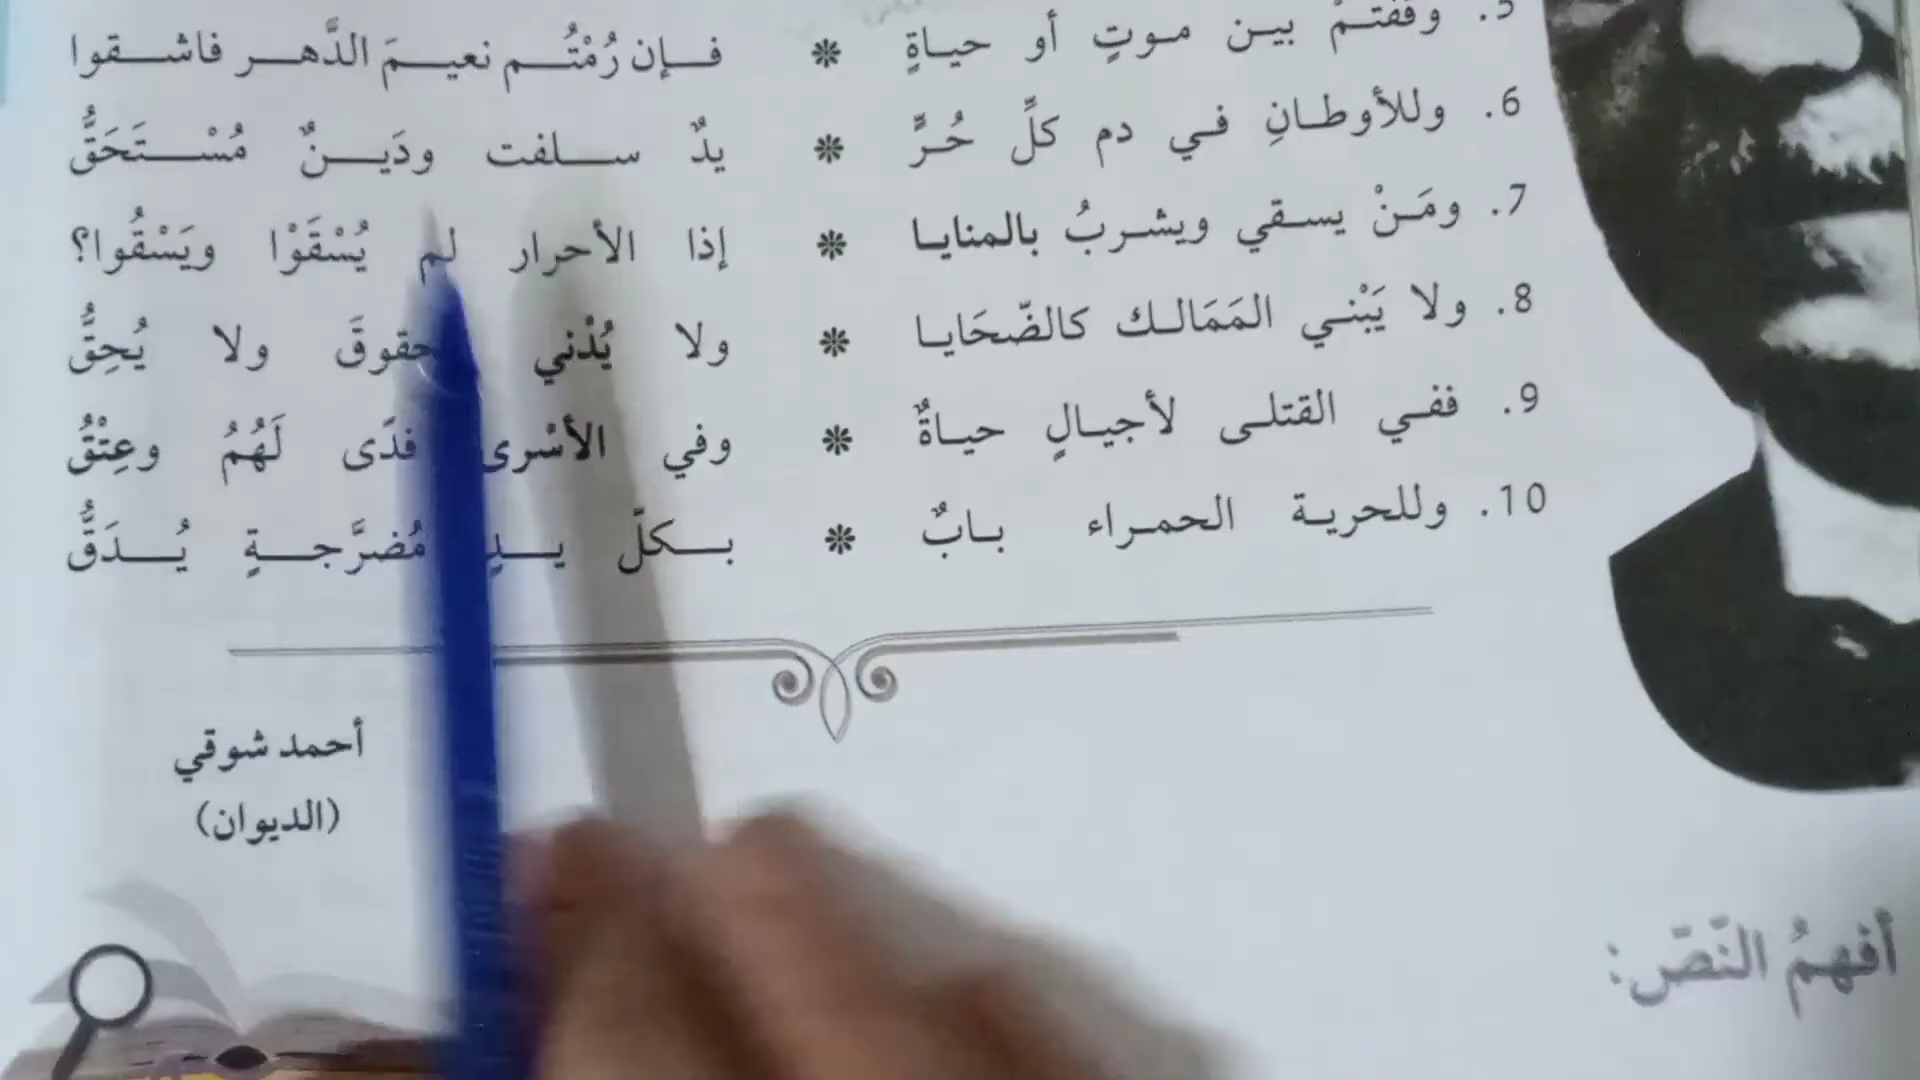 5. وقفتمْ بين موتٍ أو حياةٍ * فإن رُمْتُم نعيمَ الدَّهر فاشقوا
6. وللأوطانِ في دم كلِّ حُرٍّ * يدٌ سلفت ودَينٌ مُسْتَحَقُّ
7. ومَنْ يسقي ويشربُ بالمنايا * إذا الأحرار لم يُسْقَوْا ويَسْقُوا؟
8. ولا يَبْني المَمَالك كالضّحَايا * ولا يُدْني حقوقَ ولا يُحِقُّ
9. ففي القتلى لأجيالٍ حياةٌ * وفي الأسْرى فدًى لَهُمُ وعِتْقُ
10. وللحرية الحمراء بابٌ * بكلّ يدٍ مُضرَّجةٍ يُدَقُّ
أحمد شوقي
(الديوان)
أفهمُ النّصّ: